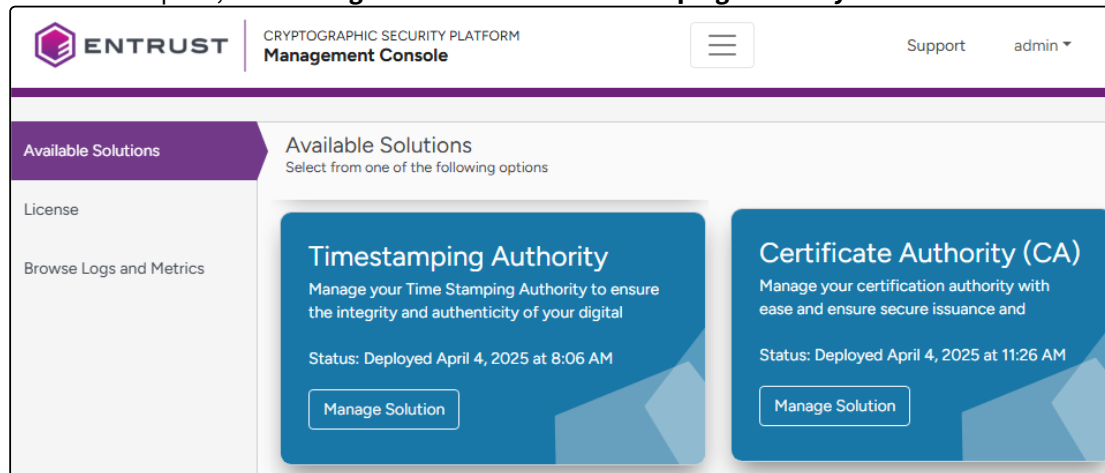 ENTRUST
CRYPTOGRAPHIC SECURITY PLATFORM
Management Console
Support
admin
Available Solutions
License
Browse Logs and Metrics
Available Solutions
Select from one of the following options
Timestamping Authority
Manage your Time Stamping Authority to ensure
the integrity and authenticity of your digital
Status: Deployed April 4, 2025 at 8:06 AM
Manage Solution
Certificate Authority (CA)
Manage your certification authority with
ease and ensure secure issuance and
Status: Deployed April 4, 2025 at 11:26 AM
Manage Solution